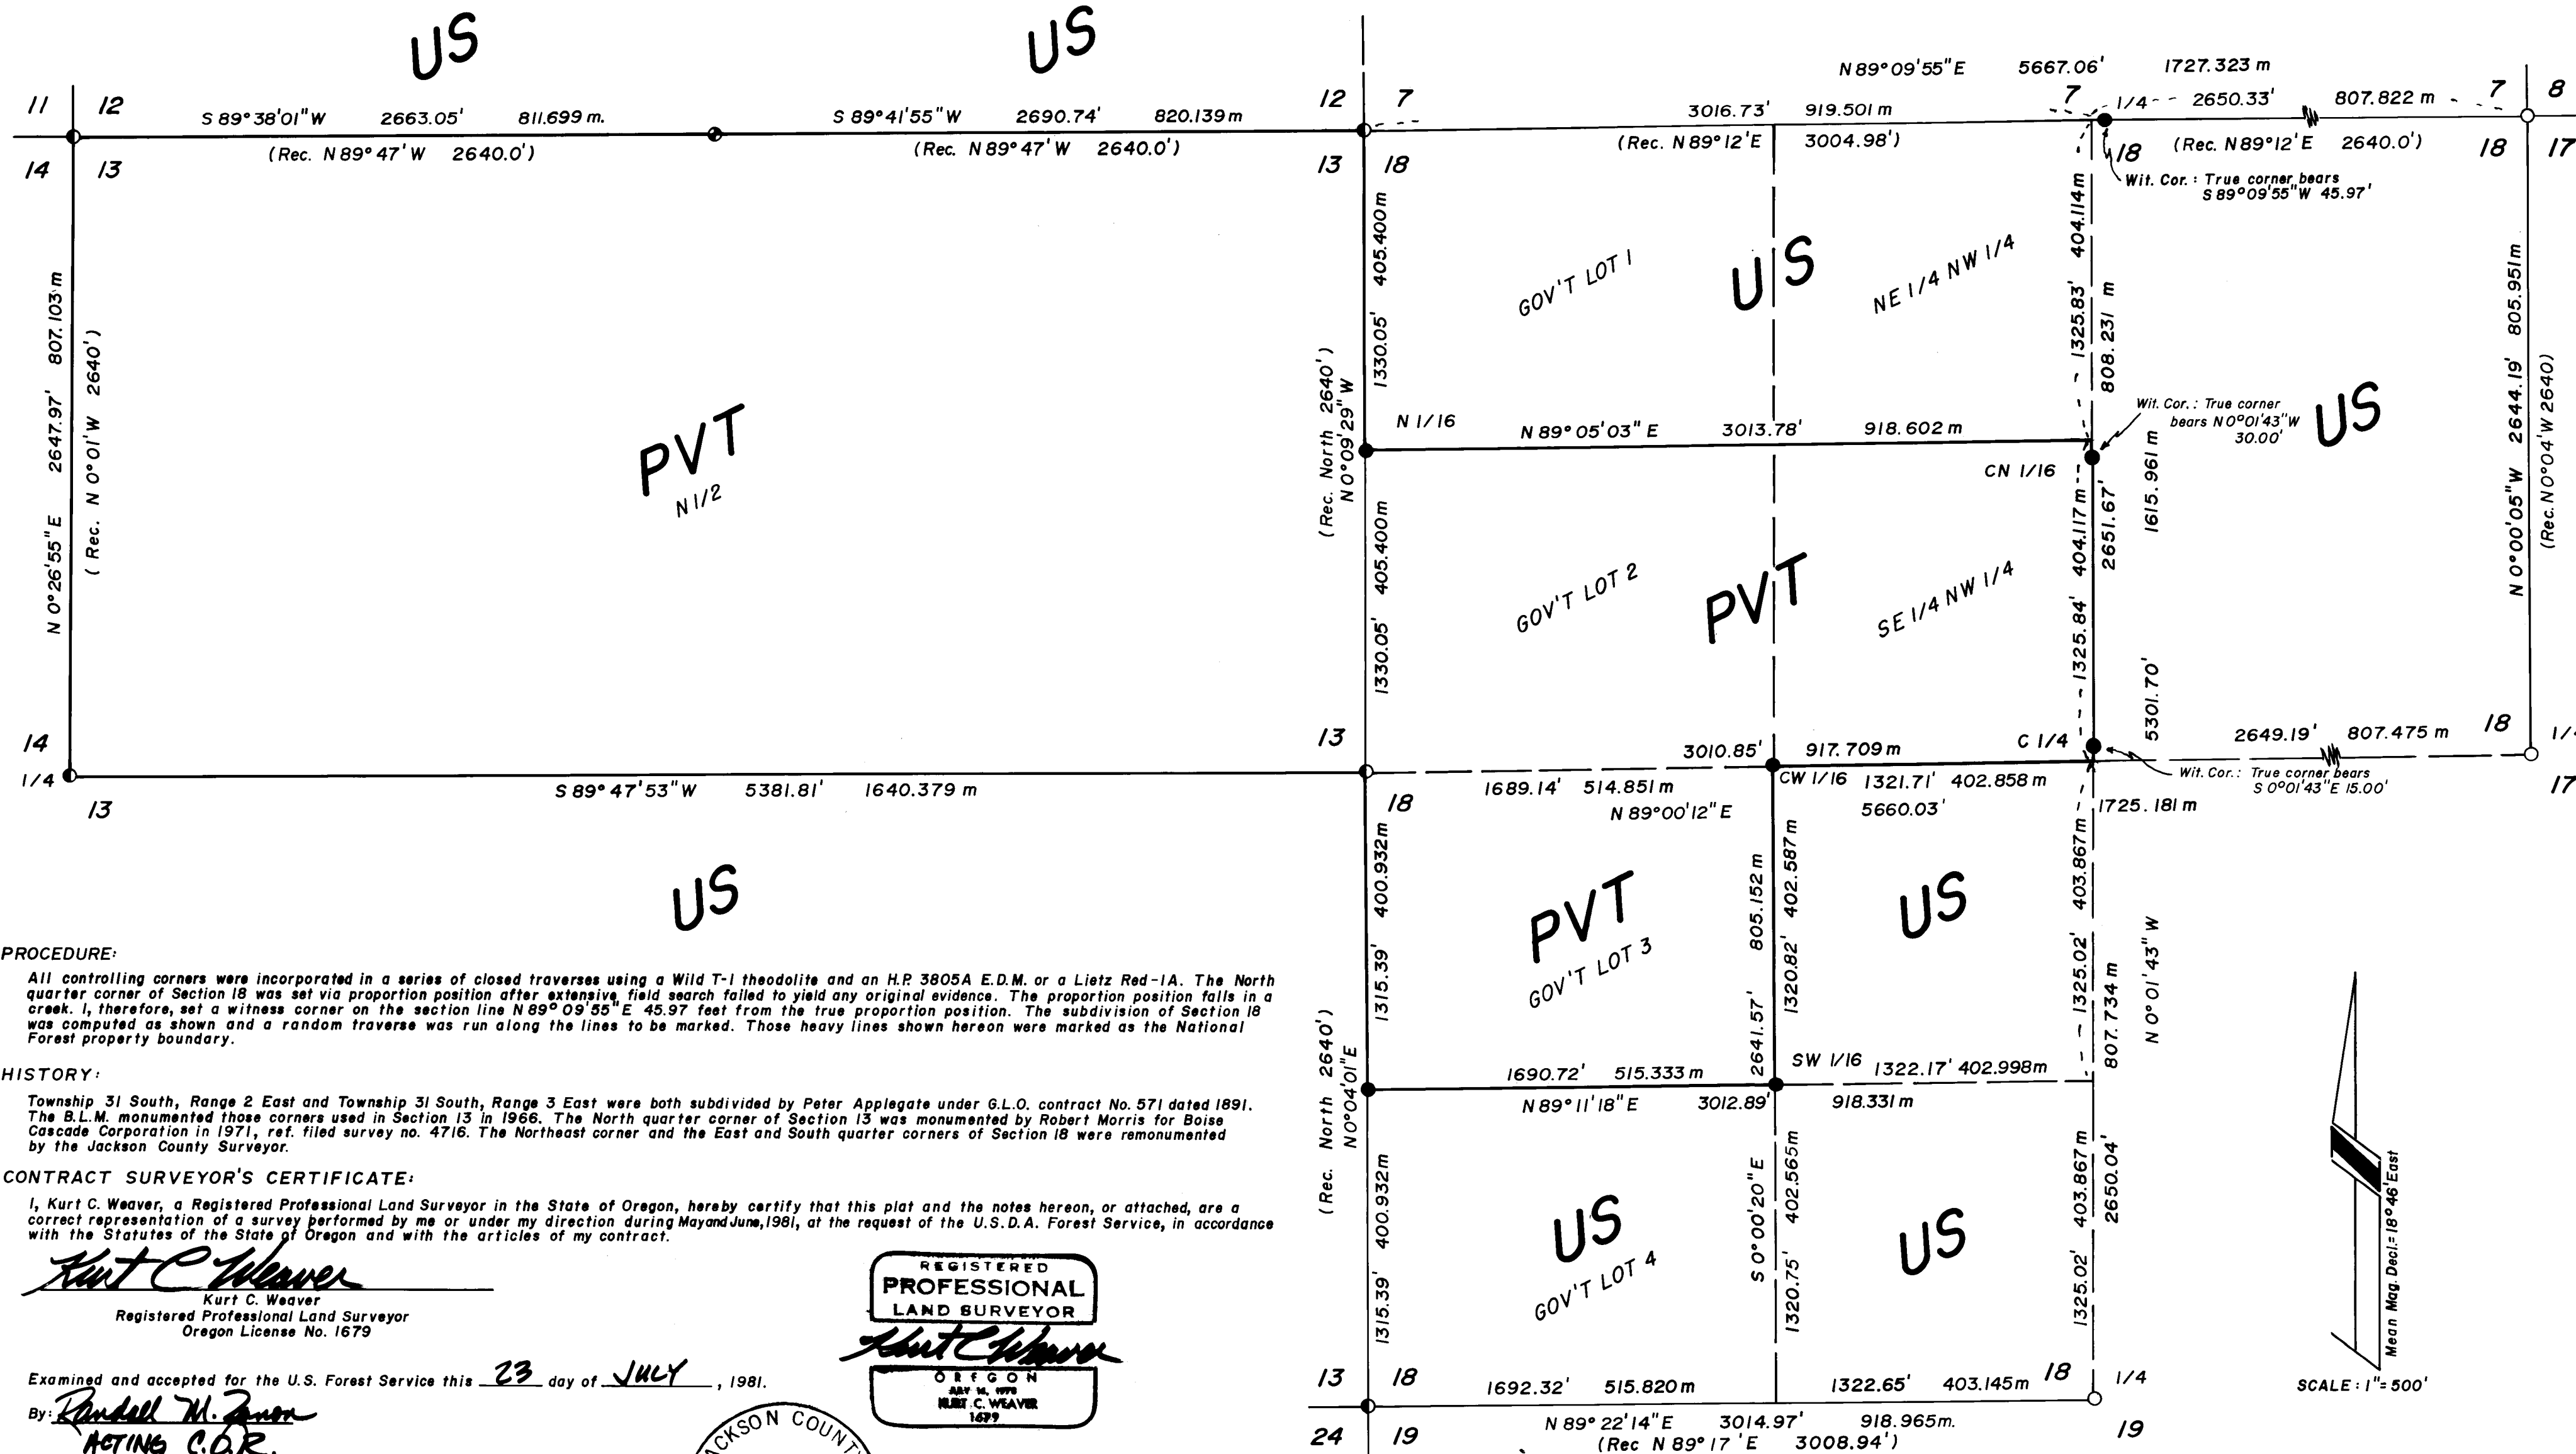 US
US
N 89° 09' 55" E 5667.06' 1727.323 m
11 12
S 89° 38' 01" W 2663.05' 811.699 m.
S 89° 41' 55" W 2690.74' 820.139 m
12 7
3016.73' 919.501 m
7 1/4 2650.33' 807.822 m 7 8
(Rec. N 89° 47' W 2640.0')
(Rec. N 89° 47' W 2640.0')
(Rec. N 89° 12' E 3004.98')
(Rec. N 89° 12' E 2640.0')
14 13
13 18
18
18 17
Wit. Cor. : True corner bears
S 89° 09' 55" W 45.97'
N 0° 26' 55" E 2647.97' 807.103 m
(Rec. N 0° 01' W 2640')
PVT
N 1/2
(Rec. North 2640')
N 0° 09' 29" W
1330.05' 405.400 m
GOV'T LOT 1
US
NE 1/4 NW 1/4
1325.83' 404.114 m
808.231 m
US
N 0° 00' 05" W 2644.19' 805.951 m
(Rec. N 0° 04' W 2640)
Wit. Cor. : True corner
bears N 0° 01' 43" W
30.00'
N 1/16
N 89° 05' 03" E 3013.78' 918.602 m
CN 1/16
2651.67'
5301.70' 1615.961 m
1330.05' 405.400 m
GOV'T LOT 2
PVT
SE 1/4 NW 1/4
1325.84' 404.117 m
14
13
3010.85' 917.709 m
C 1/4
2649.19' 807.475 m 18
1/4
S 89° 47' 53" W 5381.81' 1640.379 m
13
18
1689.14' 514.851 m
CW 1/16 1321.71' 402.858 m
Wit. Cor.: True corner bears
S 0° 01' 43" E 15.00'
17
N 89° 00' 12" E
5660.03'
1725.181 m
US
1315.39' 400.932 m
PVT
GOV'T LOT 3
2641.57' 805.152 m
1320.82' 402.587 m
US
1325.02' 403.867 m
807.734 m
N 0° 01' 43" W
(Rec. North 2640')
N 0° 04' 01" E
1690.72' 515.333 m
SW 1/16 1322.17' 402.998 m
N 89° 11' 18" E 3012.89'
918.331 m
1315.39' 400.932 m
US
GOV'T LOT 4
S 0° 00' 20" E
1320.75' 402.565 m
US
1325.02' 403.867 m
2650.04'
Mean Mag. Decl. = 18° 46' East
SCALE : 1" = 500'
13 18
1692.32' 515.820 m
1322.65' 403.145 m 18 1/4
24 19
N 89° 22' 14" E 3014.97' 918.965 m.
(Rec N 89° 17' E 3008.94')
19
PROCEDURE:
All controlling corners were incorporated in a series of closed traverses using a Wild T-1 theodolite and an H.P. 3805A E.D.M. or a Lietz Red-1A. The North
quarter corner of Section 18 was set via proportion position after extensive field search failed to yield any original evidence. The proportion position falls in a
creek. I, therefore, set a witness corner on the section line N 89° 09' 55" E 45.97 feet from the true proportion position. The subdivision of Section 18
was computed as shown and a random traverse was run along the lines to be marked. Those heavy lines shown hereon were marked as the National
Forest property boundary.
HISTORY:
Township 31 South, Range 2 East and Township 31 South, Range 3 East were both subdivided by Peter Applegate under G.L.O. contract No. 571 dated 1891.
The B.L.M. monumented those corners used in Section 13 in 1966. The North quarter corner of Section 13 was monumented by Robert Morris for Boise
Cascade Corporation in 1971, ref. filed survey no. 4716. The Northeast corner and the East and South quarter corners of Section 18 were remonumented
by the Jackson County Surveyor.
CONTRACT SURVEYOR'S CERTIFICATE:
I, Kurt C. Weaver, a Registered Professional Land Surveyor in the State of Oregon, hereby certify that this plat and the notes hereon, or attached, are a
correct representation of a survey performed by me or under my direction during May and June, 1981, at the request of the U.S.D.A. Forest Service, in accordance
with the Statutes of the State of Oregon and with the articles of my contract.
Kurt C Weaver
Kurt C. Weaver
Registered Professional Land Surveyor
Oregon License No. 1679
REGISTERED
PROFESSIONAL
LAND SURVEYOR
Kurt C Weaver
OREGON
KURT C. WEAVER
1679
Examined and accepted for the U.S. Forest Service this 23 day of JULY, 1981.
By: Randall M.
ACTING C.O.R.
JACKSON COUNTY